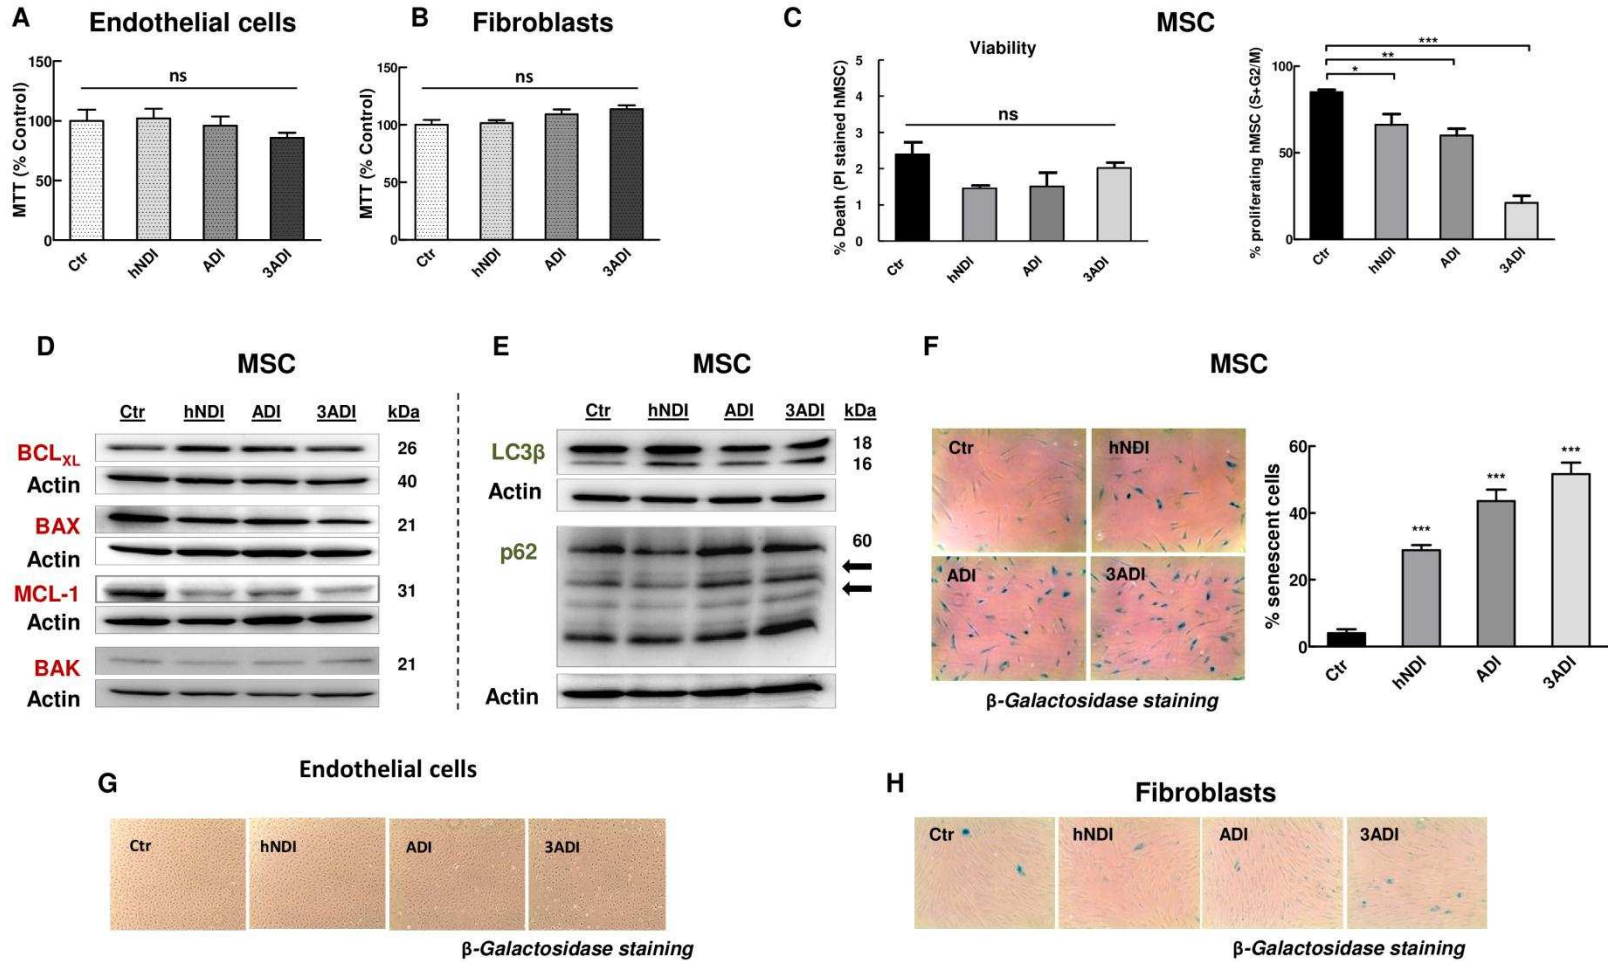 A
Endothelial cells
MTT (% Control)
150
100
50
0
ns
Ctr
hNDI
ADI
3ADI
B
Fibroblasts
MTT (% Control)
150
100
50
0
ns
Ctr
hNDI
ADI
3ADI
C
MSC
Viability
% Death (PI stained hMSC)
5
4
3
2
1
0
ns
Ctr
hNDI
ADI
3ADI
% proliferating hMSC (S+G2/M)
100
50
0
***
**
*
Ctr
hNDI
ADI
3ADI
D
MSC
Ctr hNDI ADI 3ADI kDa
BCLXL 26
Actin 40
BAX 21
Actin
MCL-1 31
Actin
BAK 21
Actin
E
MSC
Ctr hNDI ADI 3ADI kDa
LC3β 18
16
Actin
p62 60
Actin
F
MSC
Ctr hNDI
ADI 3ADI
β-Galactosidase staining
% senescent cells
60
40
20
0
***
***
***
Ctr
hNDI
ADI
3ADI
G
Endothelial cells
Ctr hNDI ADI 3ADI
β-Galactosidase staining
H
Fibroblasts
Ctr hNDI ADI 3ADI
β-Galactosidase staining